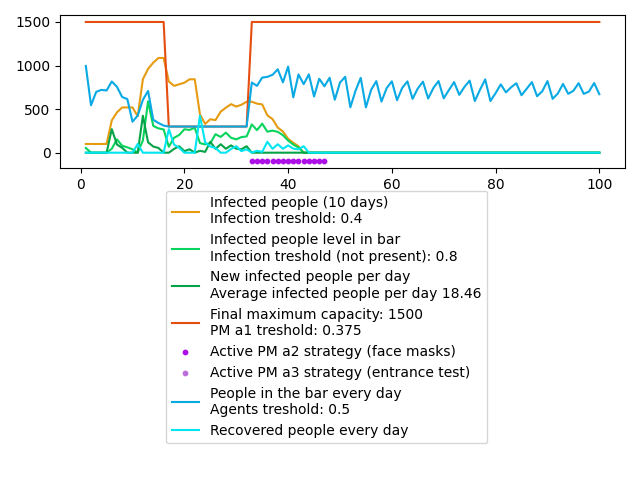 1500
1000
500
0
0
20
40
60
80
100
Infected people (10 days)
Infection treshold: 0.4
Infected people level in bar
Infection treshold (not present): 0.8
New infected people per day
Average infected people per day 18.46
Final maximum capacity: 1500
PM a1 treshold: 0.375
Active PM a2 strategy (face masks)
Active PM a3 strategy (entrance test)
People in the bar every day
Agents treshold: 0.5
Recovered people every day